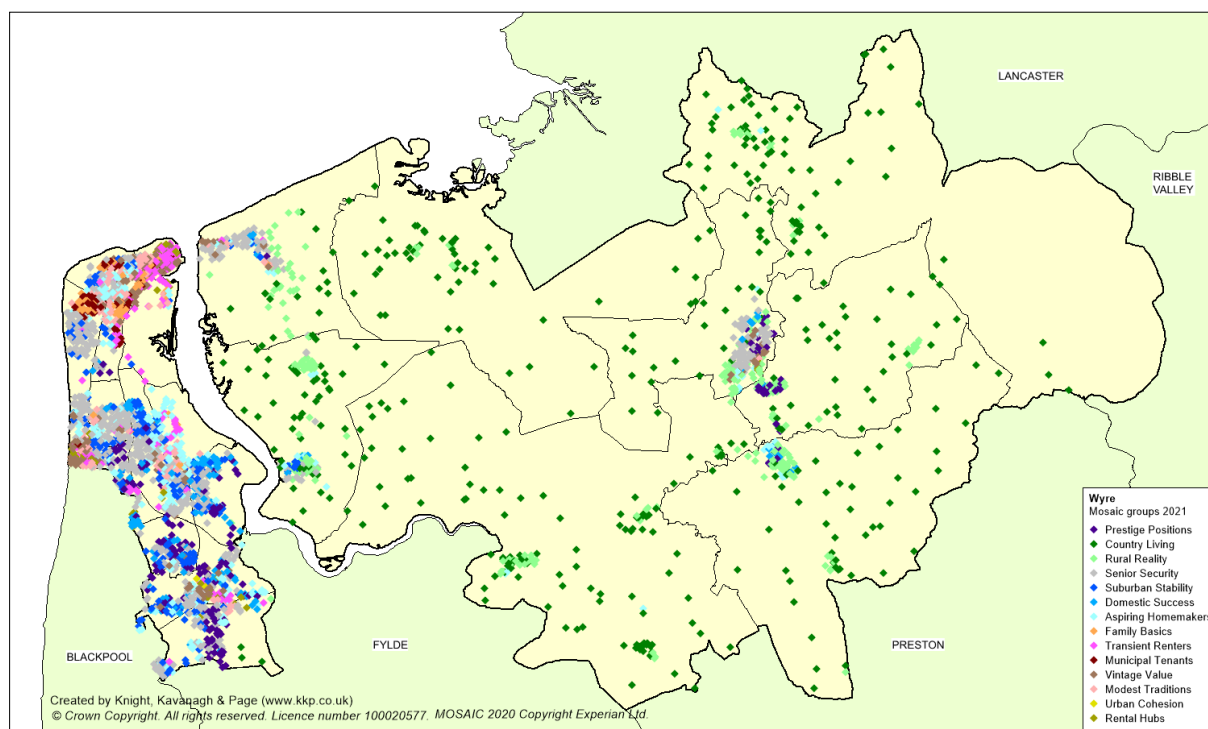 LANCASTER
RIBBLE
VALLEY
BLACKPOOL
FYLDE
PRESTON
Wyre
Mosaic groups 2021
Prestige Positions
Country Living
Rural Reality
Senior Security
Suburban Stability
Domestic Success
Aspiring Homemakers
Family Basics
Transient Renters
Municipal Tenants
Vintage Value
Modest Traditions
Urban Cohesion
Rental Hubs
Created by Knight, Kavanagh & Page (www.kkp.co.uk)
© Crown Copyright. All rights reserved. Licence number 100020577. MOSAIC 2020 Copyright Experian Ltd.